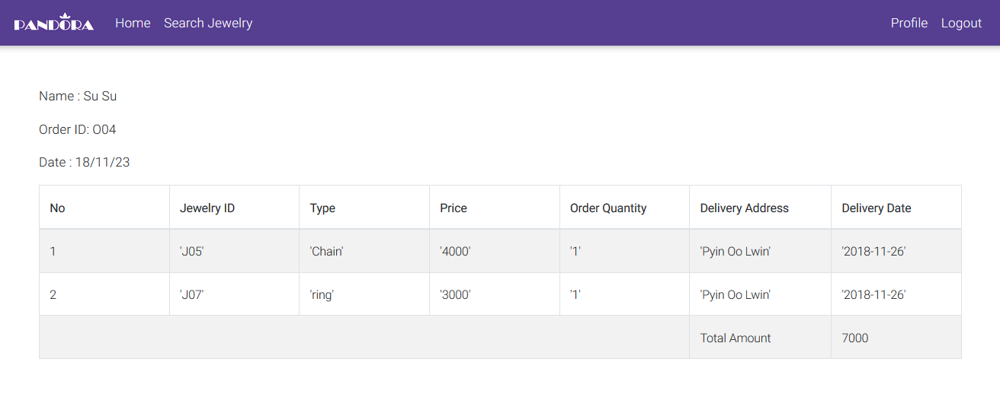 PANDORA Home Search Jewelry Profile Logout
Name : Su Su
Order ID: O04
Date : 18/11/23
No Jewelry ID Type Price Order Quantity Delivery Address Delivery Date
1 'J05' 'Chain' '4000' '1' 'Pyin Oo Lwin' '2018-11-26'
2 'J07' 'ring' '3000' '1' 'Pyin Oo Lwin' '2018-11-26'
Total Amount 7000